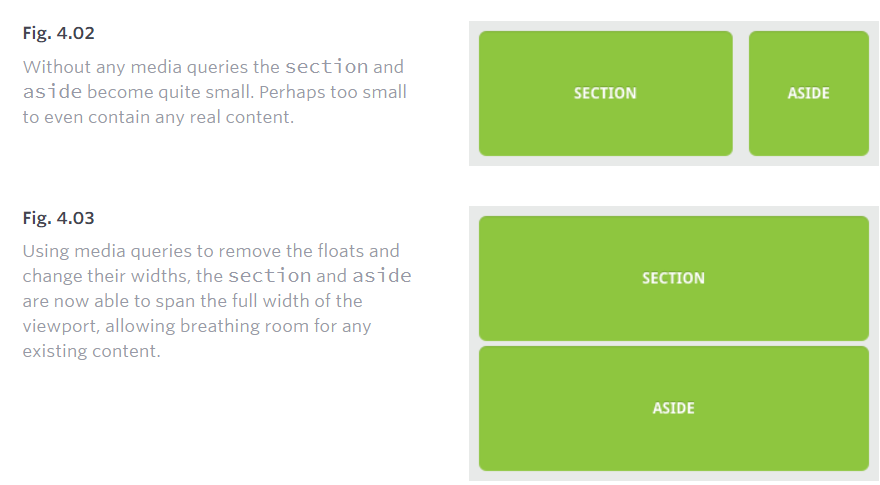 Fig. 4.02
Without any media queries the section and
aside become quite small. Perhaps too small
to even contain any real content.
SECTION
ASIDE
Fig. 4.03
Using media queries to remove the floats and
change their widths, the section and aside
are now able to span the full width of the
viewport, allowing breathing room for any
existing content.
SECTION
ASIDE